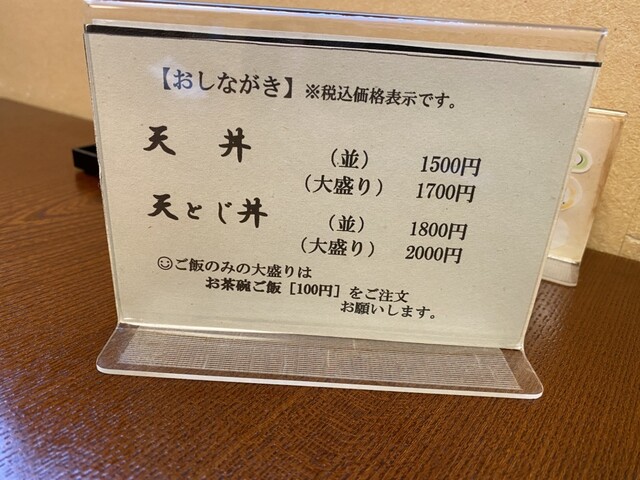 【おしながき】※税込価格表示です。
天丼 （並） 1500円
（大盛り） 1700円
天とじ丼 （並） 1800円
（大盛り） 2000円
☺ご飯のみの大盛りは
お茶碗ご飯［100円］をご注文
お願いします。